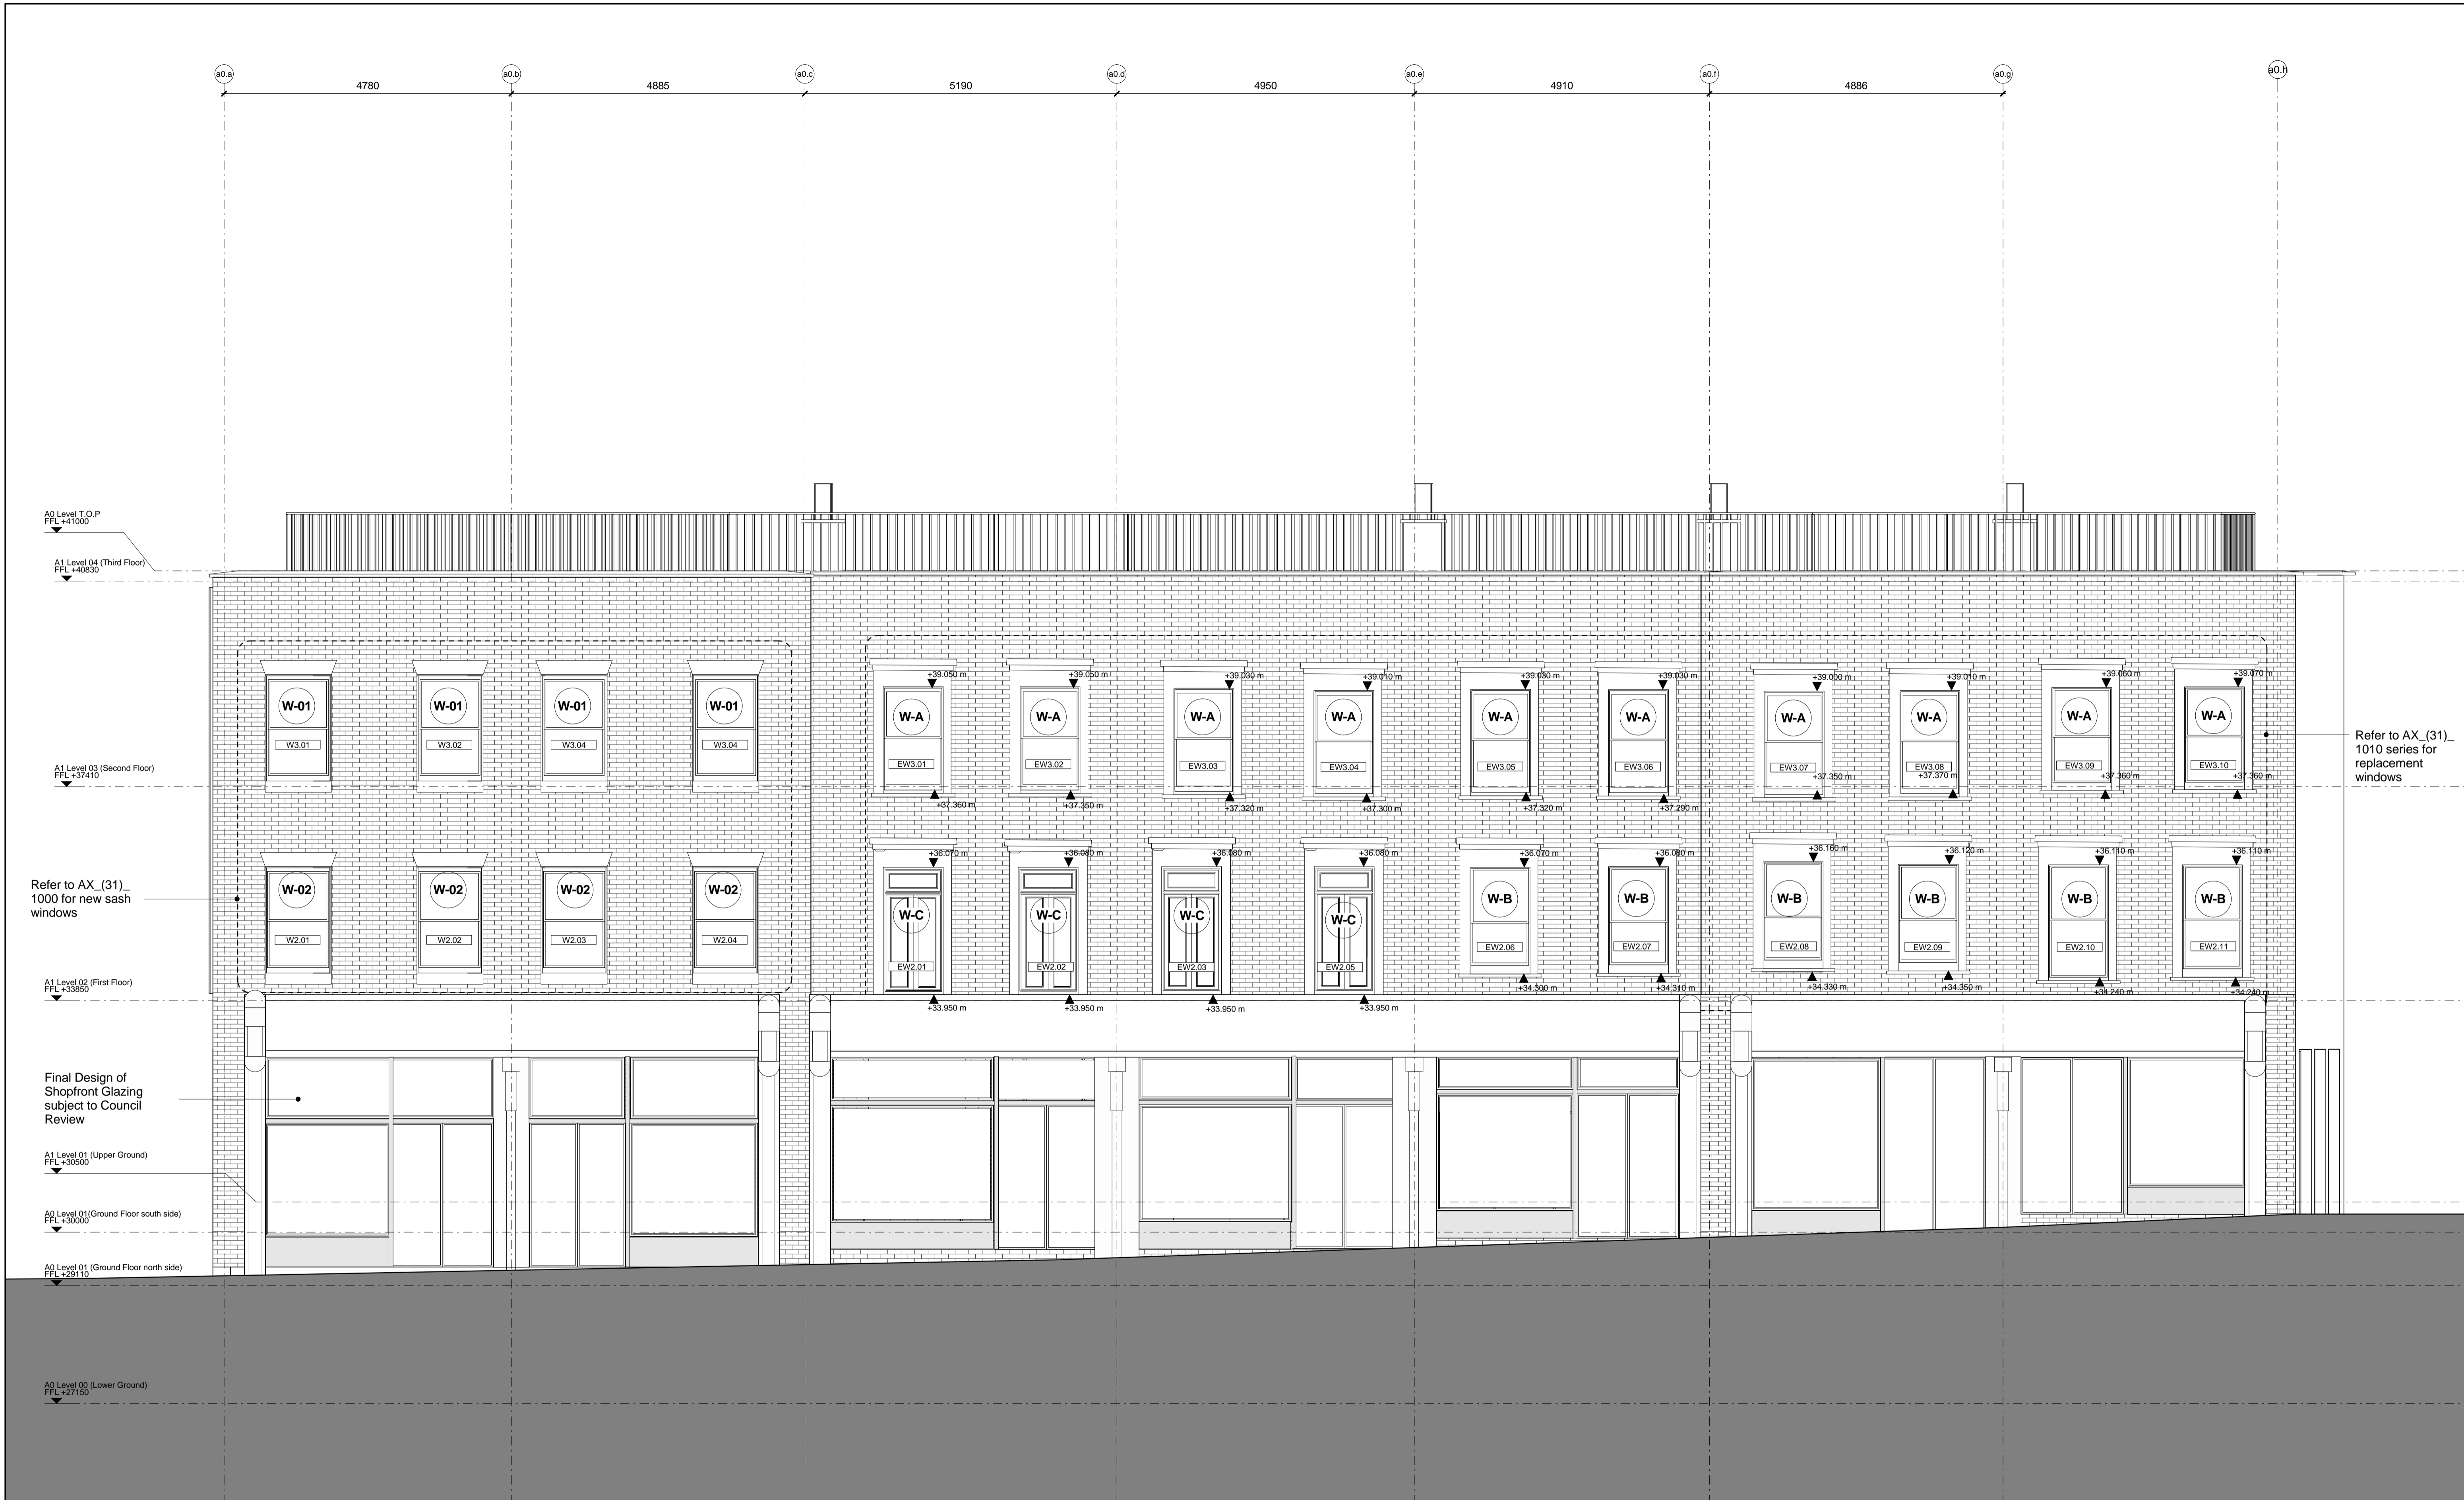 a0.a
a0.b
a0.c
a0.d
a0.e
a0.f
a0.g
a0.h
4780
4885
5190
4950
4910
4886
A0 Level T.O.P
FFL +41000
A1 Level 04 (Third Floor)
FFL +40830
+39.050 m
+39.050 m
+39.030 m
+39.010 m
+39.030 m
+39.030 m
+39.000 m
+39.010 m
+39.060 m
+39.070 m
W-01
W-01
W-01
W-01
W-A
W-A
W-A
W-A
W-A
W-A
W-A
W-A
W-A
W-A
W3.01
W3.02
W3.04
W3.04
EW3.01
EW3.02
EW3.03
EW3.04
EW3.05
EW3.06
EW3.07
EW3.08
EW3.09
EW3.10
Refer to AX_(31)_
1010 series for
replacement
windows
A1 Level 03 (Second Floor)
FFL +37410
+37.360 m
+37.350 m
+37.320 m
+37.300 m
+37.320 m
+37.290 m
+37.350 m
+37.370 m
+37.360 m
+37.360 m
+36.070 m
+36.080 m
+36.080 m
+36.080 m
+36.070 m
+36.080 m
+36.160 m
+36.120 m
+36.110 m
+36.110 m
Refer to AX_(31)_
1000 for new sash
windows
W-02
W-02
W-02
W-02
W-C
W-C
W-C
W-C
W-B
W-B
W-B
W-B
W-B
W-B
W2.01
W2.02
W2.03
W2.04
EW2.01
EW2.02
EW2.03
EW2.05
EW2.06
EW2.07
EW2.08
EW2.09
EW2.10
EW2.11
A1 Level 02 (First Floor)
FFL +33850
+33.950 m
+33.950 m
+33.950 m
+33.950 m
+34.300 m
+34.310 m
+34.330 m
+34.350 m
+34.240 m
+34.240 m
Final Design of
Shopfront Glazing
subject to Council
Review
A1 Level 01 (Upper Ground)
FFL +30500
A0 Level 01(Ground Floor south side)
FFL +30000
A0 Level 01 (Ground Floor north side)
FFL +29110
A0 Level 00 (Lower Ground)
FFL +27150